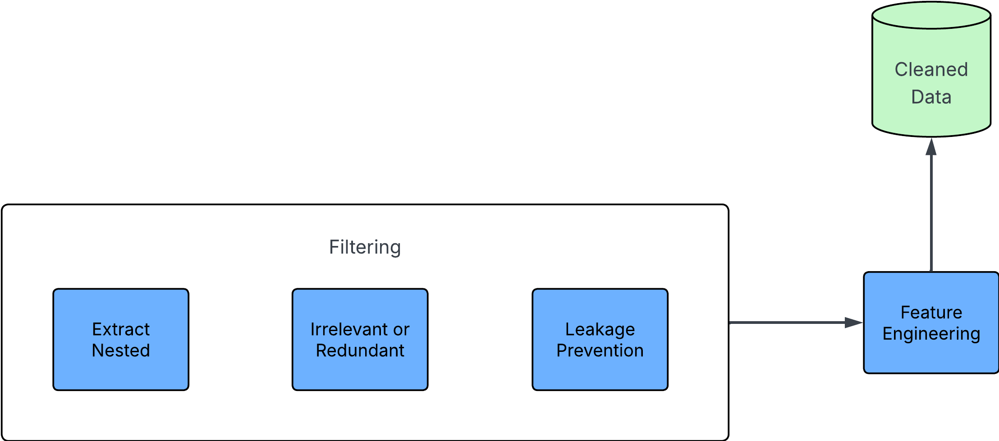 Cleaned
Data
Filtering
Extract
Nested
Irrelevant or
Redundant
Leakage
Prevention
Feature
Engineering